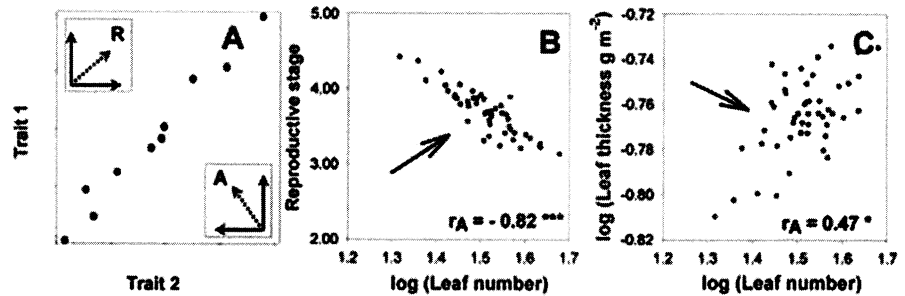 A
R
A
Trait 1
Trait 2
B
Reproductive stage
5.00
4.00
3.00
2.00
rA = - 0.82 ***
1.2 1.3 1.4 1.5 1.6 1.7
log (Leaf number)
C
log (Leaf thickness g m-2)
-0.72
-0.74
-0.76
-0.78
-0.80
-0.82
rA = 0.47 *
1.2 1.3 1.4 1.5 1.6 1.7
log (Leaf number)